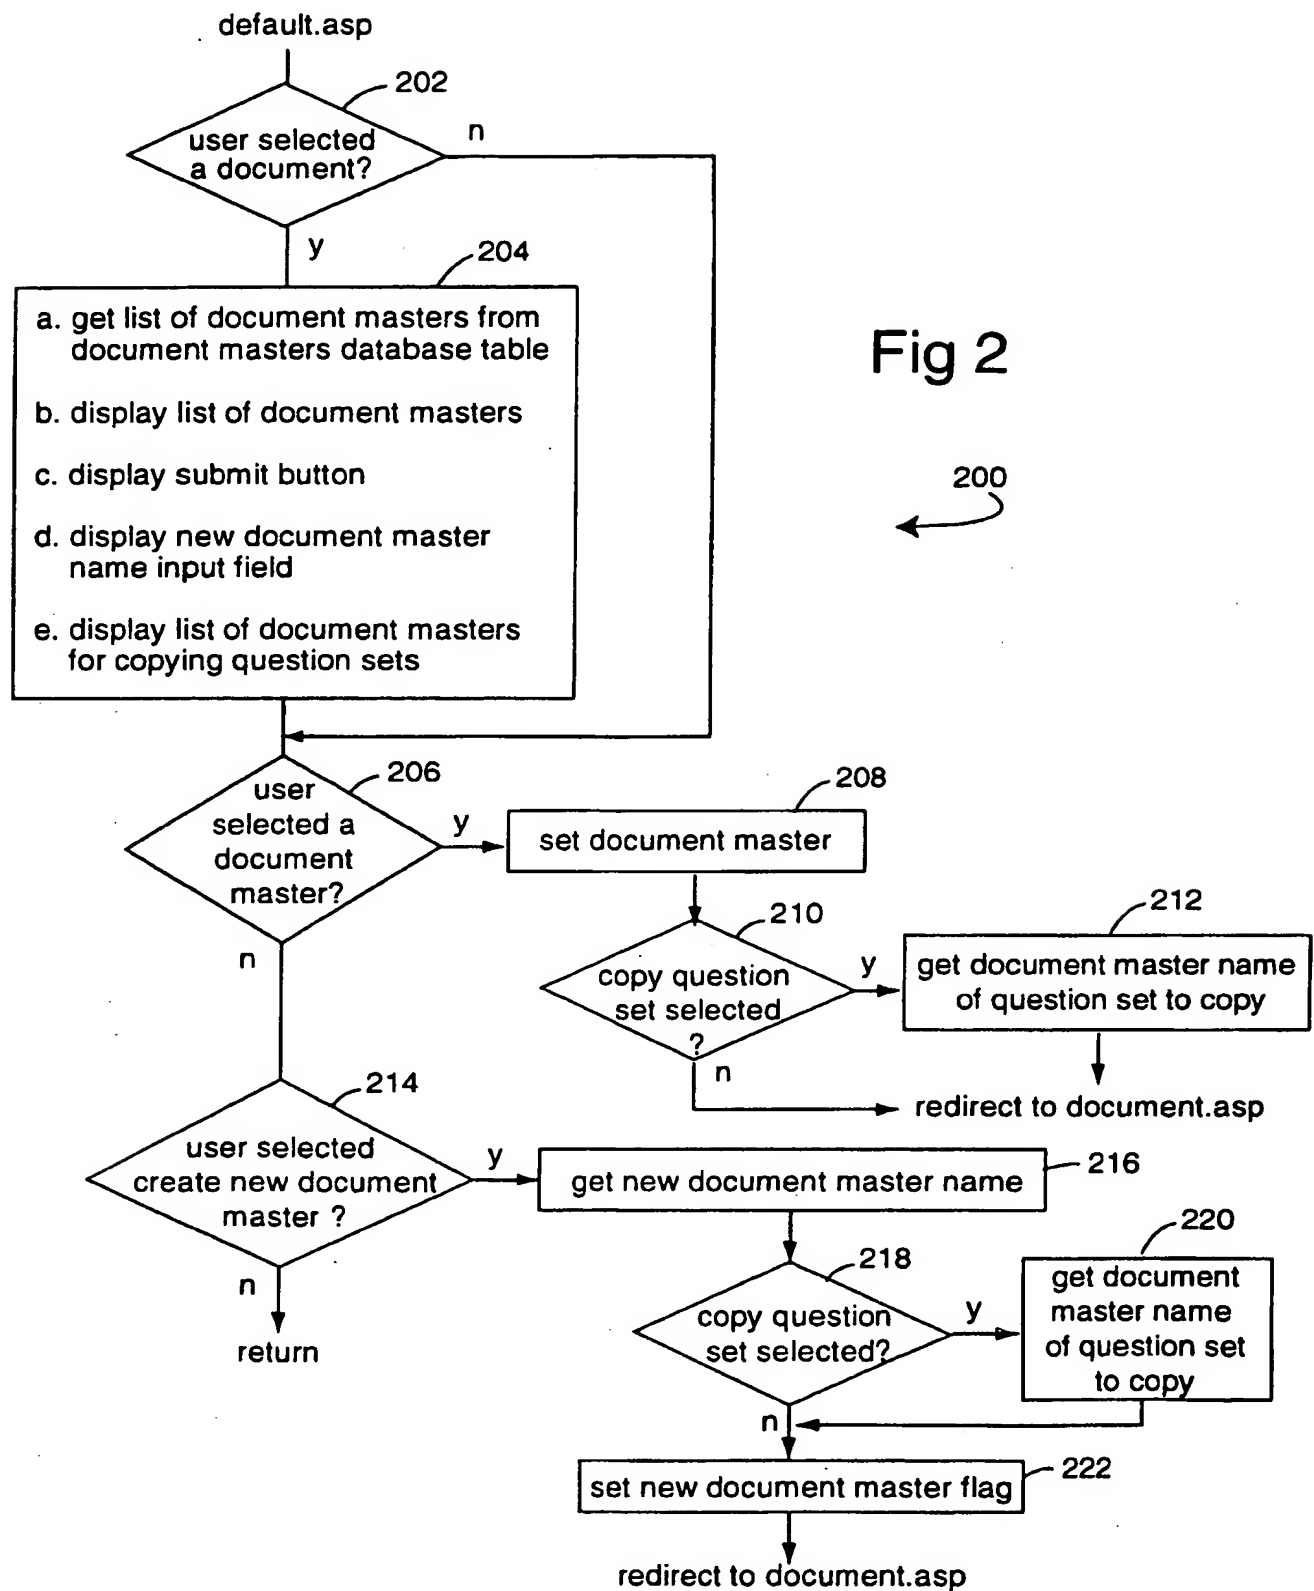 default.asp
202
user selected
a document?
n
y
204
a. get list of document masters from
document masters database table
b. display list of document masters
c. display submit button
d. display new document master
name input field
e. display list of document masters
for copying question sets
Fig 2
200
206
user
selected a
document
master?
y
n
208
set document master
210
copy question
set selected
?
y
n
212
get document master name
of question set to copy
redirect to document.asp
214
user selected
create new document
master ?
y
n
return
216
get new document master name
218
copy question
set selected?
y
n
220
get document
master name
of question set
to copy
222
set new document master flag
redirect to document.asp